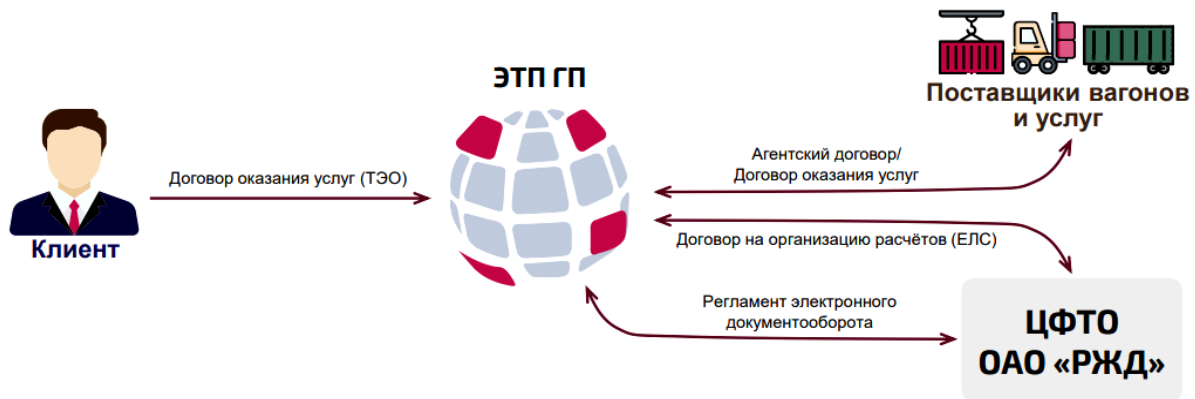 ЭТП ГП
Поставщики вагонов
и услуг
Договор оказания услуг (ТЭО)
Агентский договор/
Договор оказания услуг
Клиент
Договор на организацию расчётов (ЕЛС)
Регламент электронного
документооборота
ЦФТО
ОАО «РЖД»